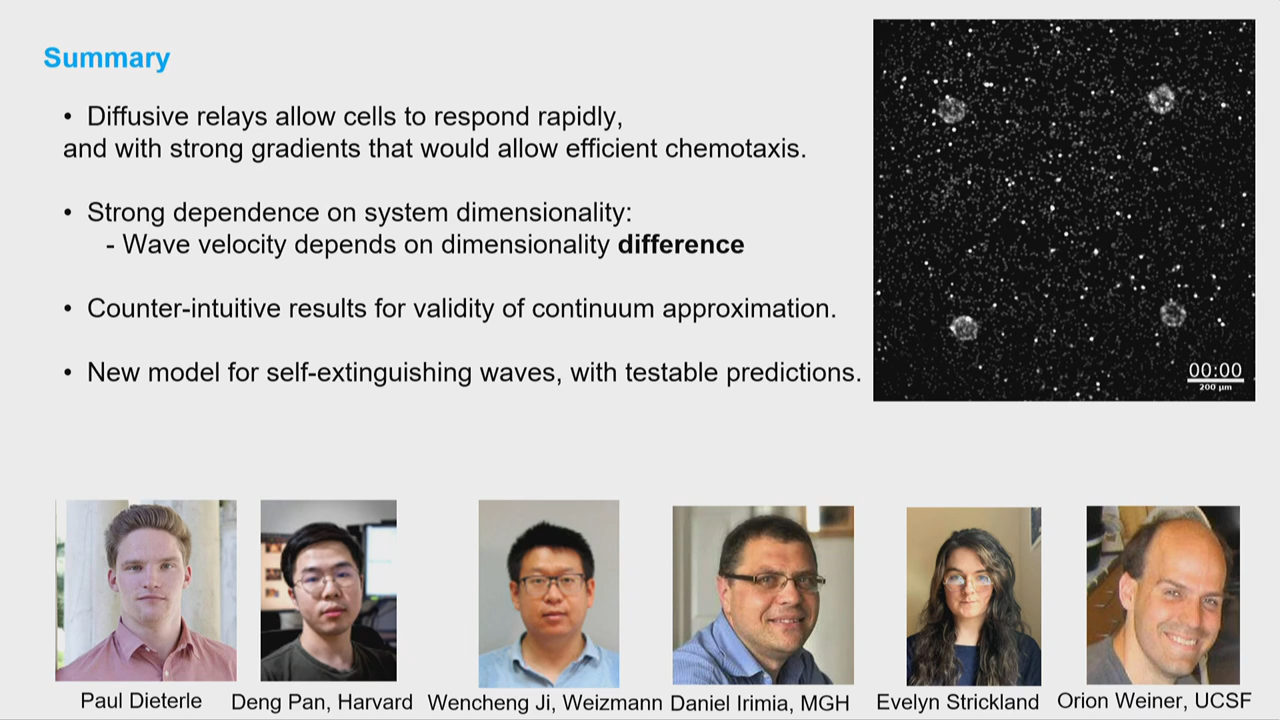 Summary
• Diffusive relays allow cells to respond rapidly,
and with strong gradients that would allow efficient chemotaxis.
• Strong dependence on system dimensionality:
- Wave velocity depends on dimensionality difference
• Counter-intuitive results for validity of continuum approximation.
• New model for self-extinguishing waves, with testable predictions.
00:00
200 µm
Paul Dieterle
Deng Pan, Harvard
Wencheng Ji, Weizmann
Daniel Irimia, MGH
Evelyn Strickland
Orion Weiner, UCSF